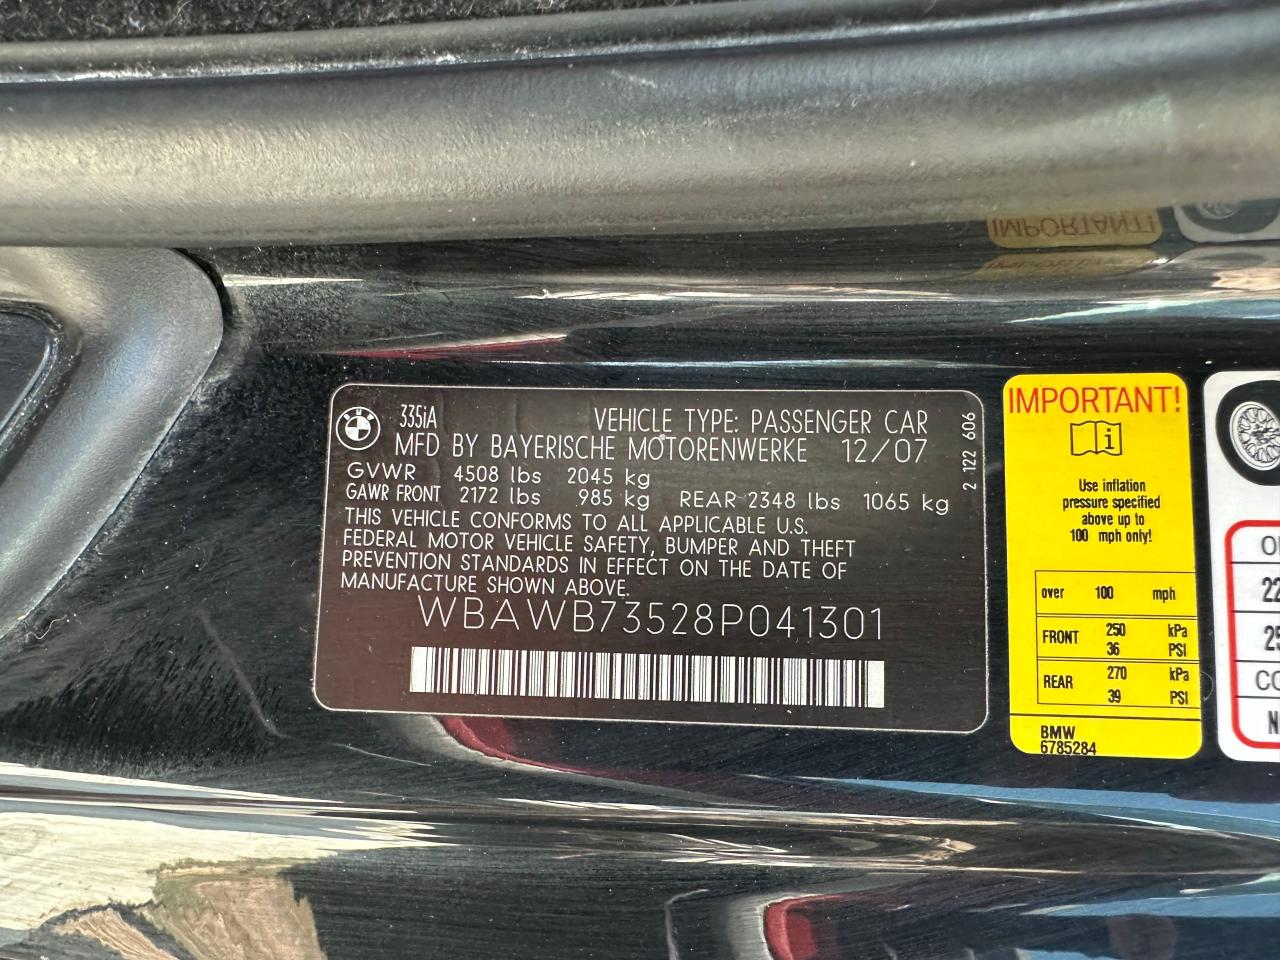 335iA
VEHICLE TYPE: PASSENGER CAR
MFD BY BAYERISCHE MOTORENWERKE 12/07
GVWR 4508 lbs 2045 kg
GAWR FRONT 2172 lbs 985 kg REAR 2348 lbs 1065 kg
THIS VEHICLE CONFORMS TO ALL APPLICABLE U.S.
FEDERAL MOTOR VEHICLE SAFETY, BUMPER AND THEFT
PREVENTION STANDARDS IN EFFECT ON THE DATE OF
MANUFACTURE SHOWN ABOVE.
WBAWB73528P041301
2 122 606
IMPORTANT!
i
Use inflation
pressure specified
above up to
100 mph only!
over 100 mph
FRONT 250 kPa
36 PSI
REAR 270 kPa
39 PSI
BMW
6785284
IMPORTANT!